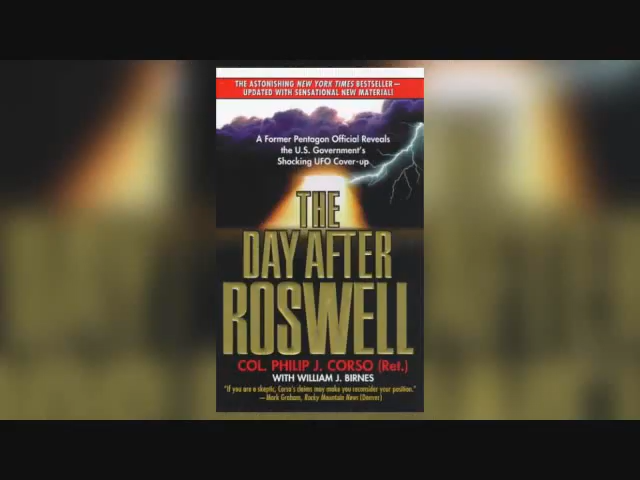 THE ASTONISHING NEW YORK TIMES BESTSELLER—
UPDATED WITH SENSATIONAL NEW MATERIAL!
A Former Pentagon Official Reveals
the U.S. Government's
Shocking UFO Cover-up
THE
DAY AFTER
ROSWELL
COL. PHILIP J. CORSO (Ret.)
WITH WILLIAM J. BIRNES
"If you are a skeptic, Corso's claims may make you reconsider your position."
—Mark Graham, Rocky Mountain News (Denver)